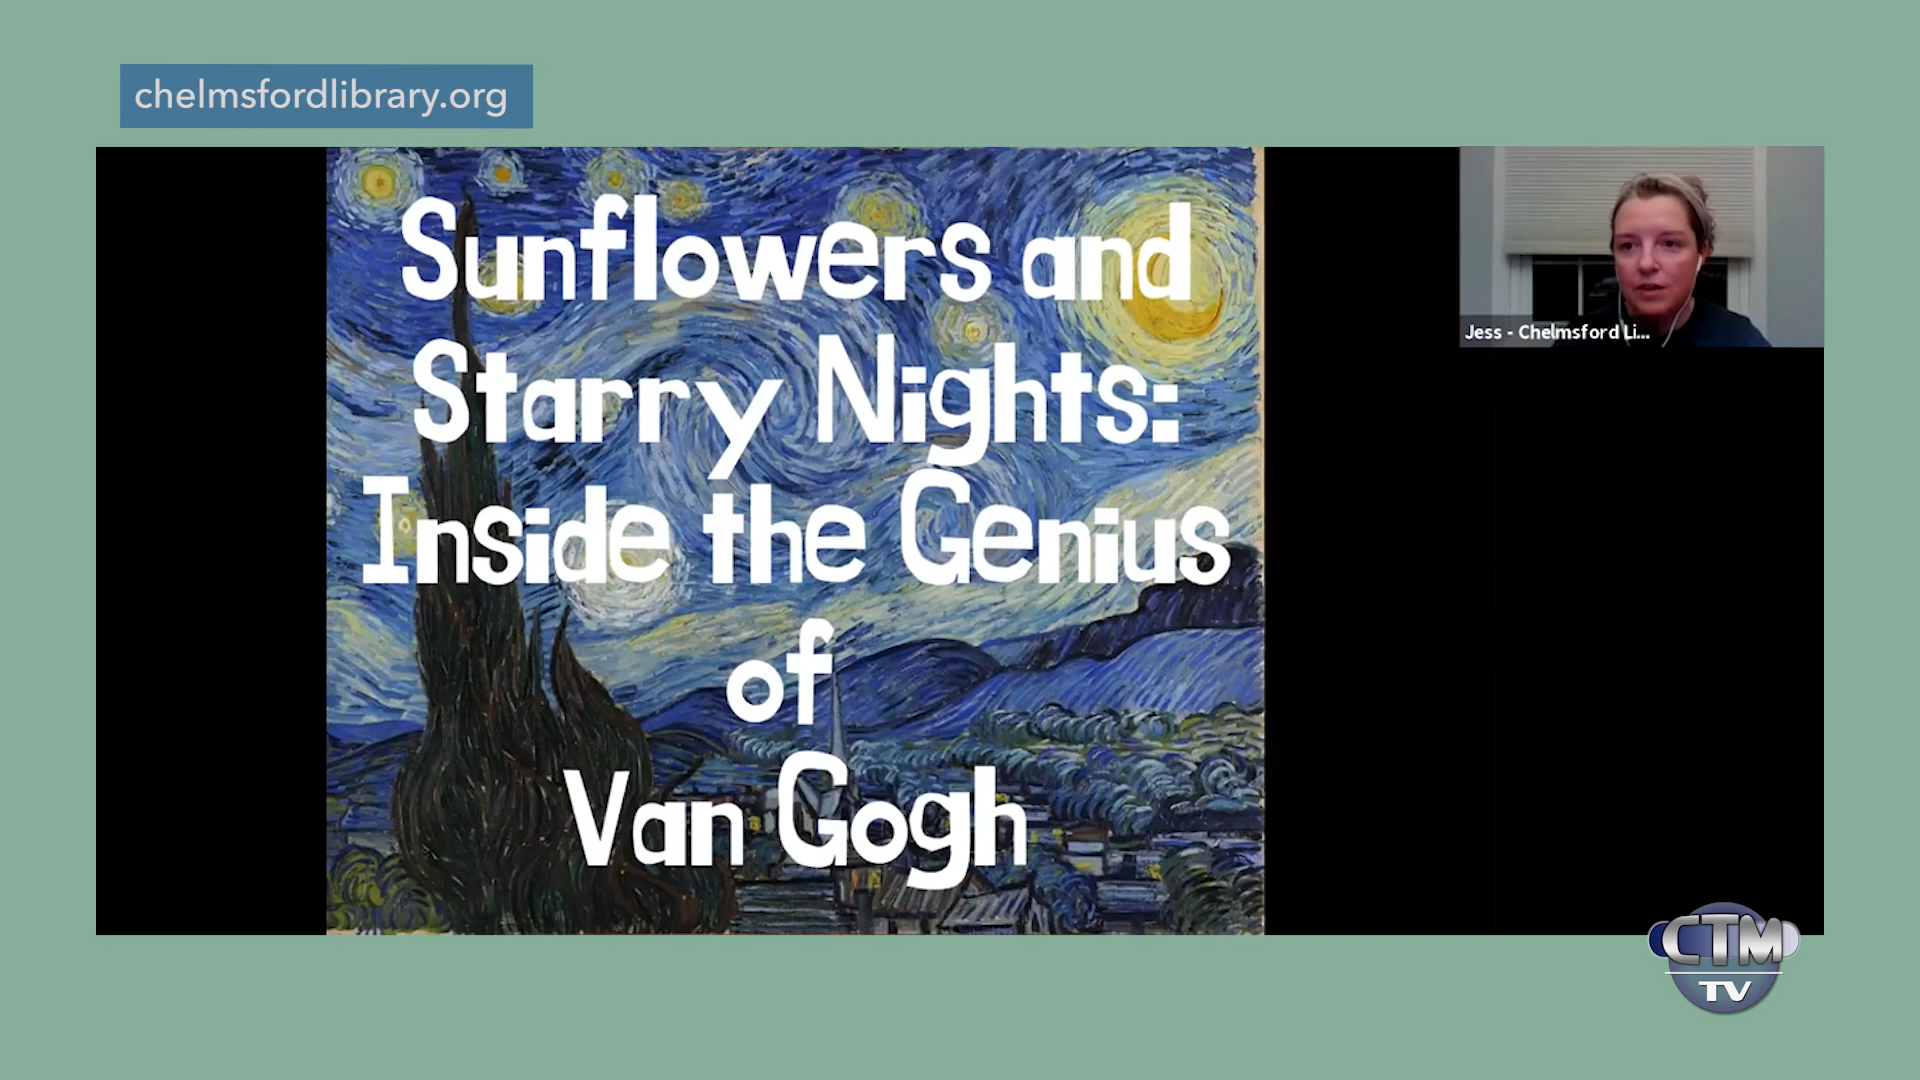 chelmsfordlibrary.org
Sunflowers and
Starry Nights:
Inside the Genius
of
Van Gogh
Jess - Chelmsford Li...
CTM
TV